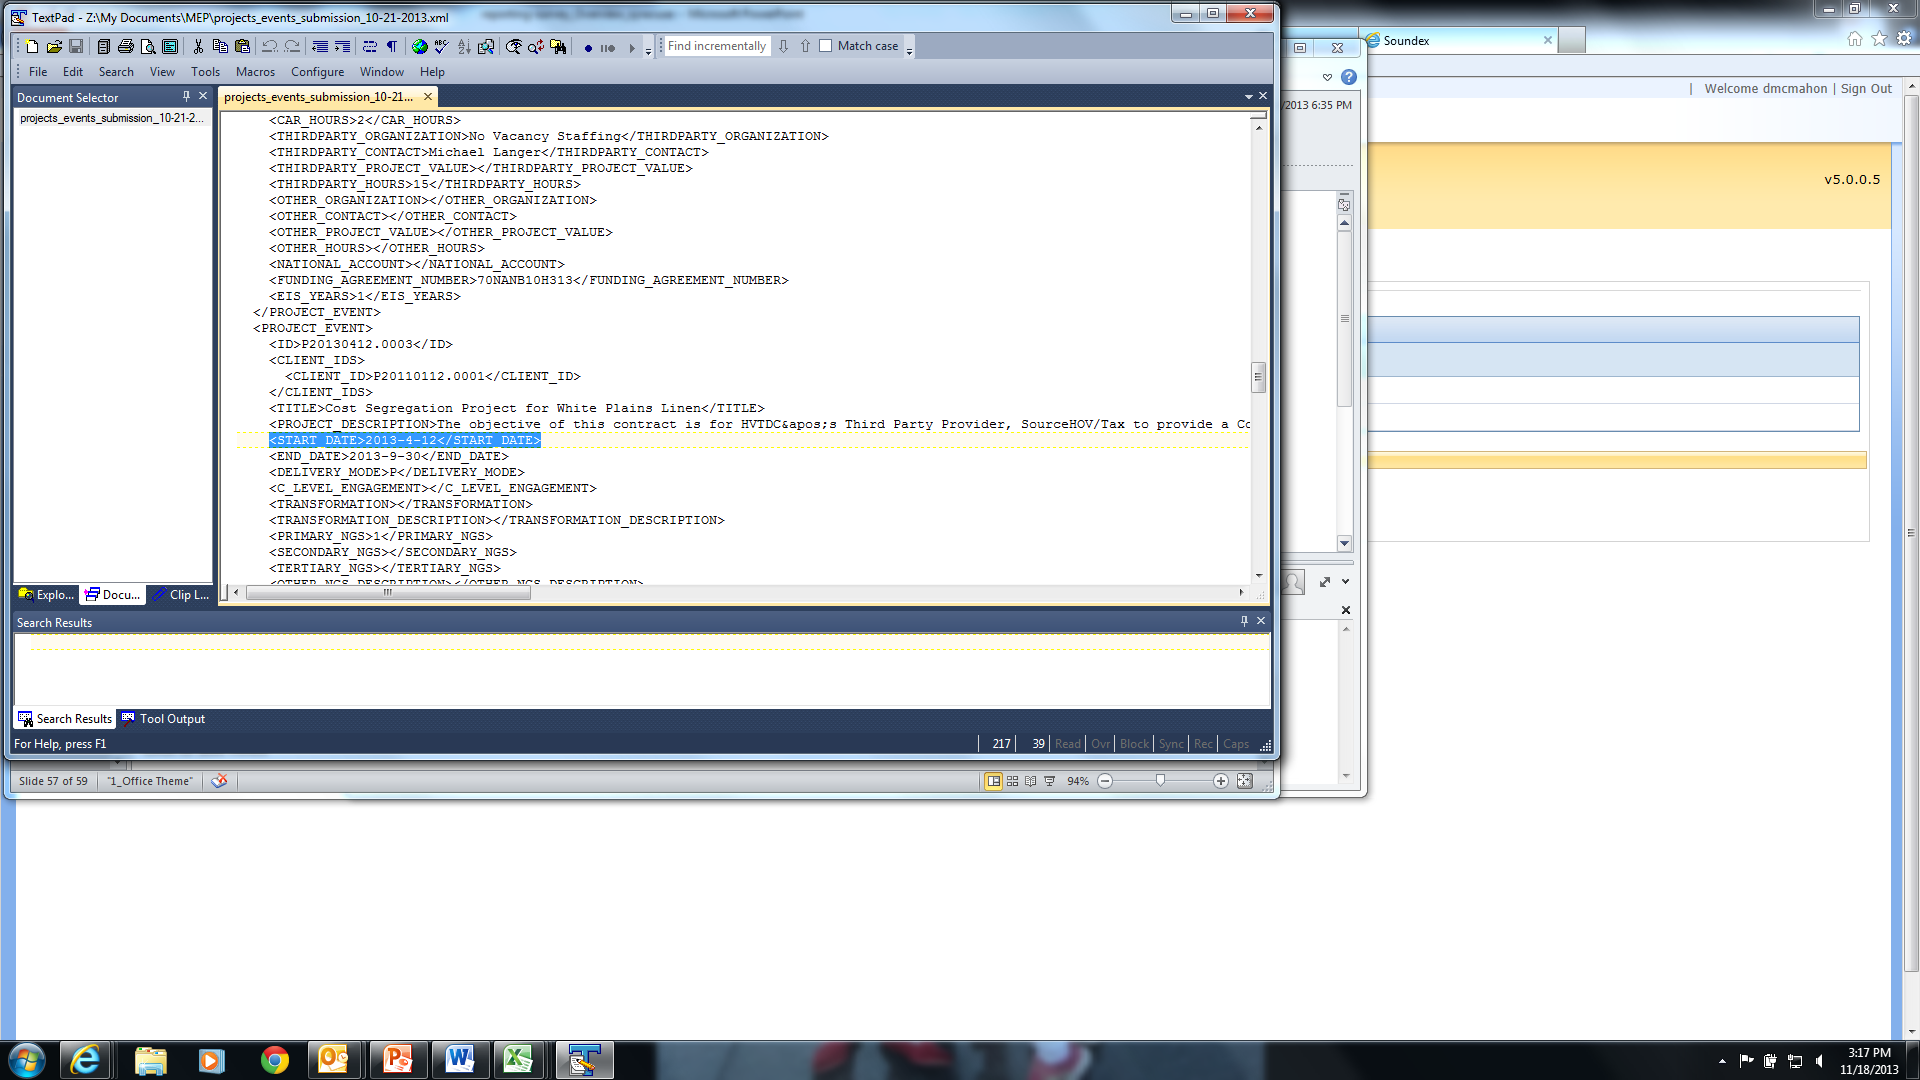 TextPad - Z:\My Documents\MEP\projects_events_submission_10-21-2013.xml
Find incrementally
Match case
File Edit Search View Tools Macros Configure Window Help
Document Selector
projects_events_submission_10-21-2...
projects_events_submission_10-21...
<CAR_HOURS>2</CAR_HOURS>
<THIRDPARTY_ORGANIZATION>No Vacancy Staffing</THIRDPARTY_ORGANIZATION>
<THIRDPARTY_CONTACT>Michael Langer</THIRDPARTY_CONTACT>
<THIRDPARTY_PROJECT_VALUE></THIRDPARTY_PROJECT_VALUE>
<THIRDPARTY_HOURS>15</THIRDPARTY_HOURS>
<OTHER_ORGANIZATION></OTHER_ORGANIZATION>
<OTHER_CONTACT></OTHER_CONTACT>
<OTHER_PROJECT_VALUE></OTHER_PROJECT_VALUE>
<OTHER_HOURS></OTHER_HOURS>
<NATIONAL_ACCOUNT></NATIONAL_ACCOUNT>
<FUNDING_AGREEMENT_NUMBER>70NANB10H313</FUNDING_AGREEMENT_NUMBER>
<EIS_YEARS>1</EIS_YEARS>
</PROJECT_EVENT>
<PROJECT_EVENT>
<ID>P20130412.0003</ID>
<CLIENT_IDS>
<CLIENT_ID>P20110112.0001</CLIENT_ID>
</CLIENT_IDS>
<TITLE>Cost Segregation Project for White Plains Linen</TITLE>
<PROJECT_DESCRIPTION>The objective of this contract is for HVTDC&apos;s Third Party Provider, SourceHOV/Tax to provide a Co
<START_DATE>2013-4-12</START_DATE>
<END_DATE>2013-9-30</END_DATE>
<DELIVERY_MODE>P</DELIVERY_MODE>
<C_LEVEL_ENGAGEMENT></C_LEVEL_ENGAGEMENT>
<TRANSFORMATION></TRANSFORMATION>
<TRANSFORMATION_DESCRIPTION></TRANSFORMATION_DESCRIPTION>
<PRIMARY_NGS>1</PRIMARY_NGS>
<SECONDARY_NGS></SECONDARY_NGS>
<TERTIARY_NGS></TERTIARY_NGS>
<OTHER_NGS_DESCRIPTION></OTHER_NGS_DESCRIPTION>
Explo... Docu... Clip L...
Search Results
Search Results Tool Output
For Help, press F1
217 39 Read Ovr Block Sync Rec Caps
Slide 57 of 59 "1_Office Theme" 94%
/2013 6:35 PM
Soundex
| Welcome dmcmahon | Sign Out
v5.0.0.5
3:17 PM
11/18/2013